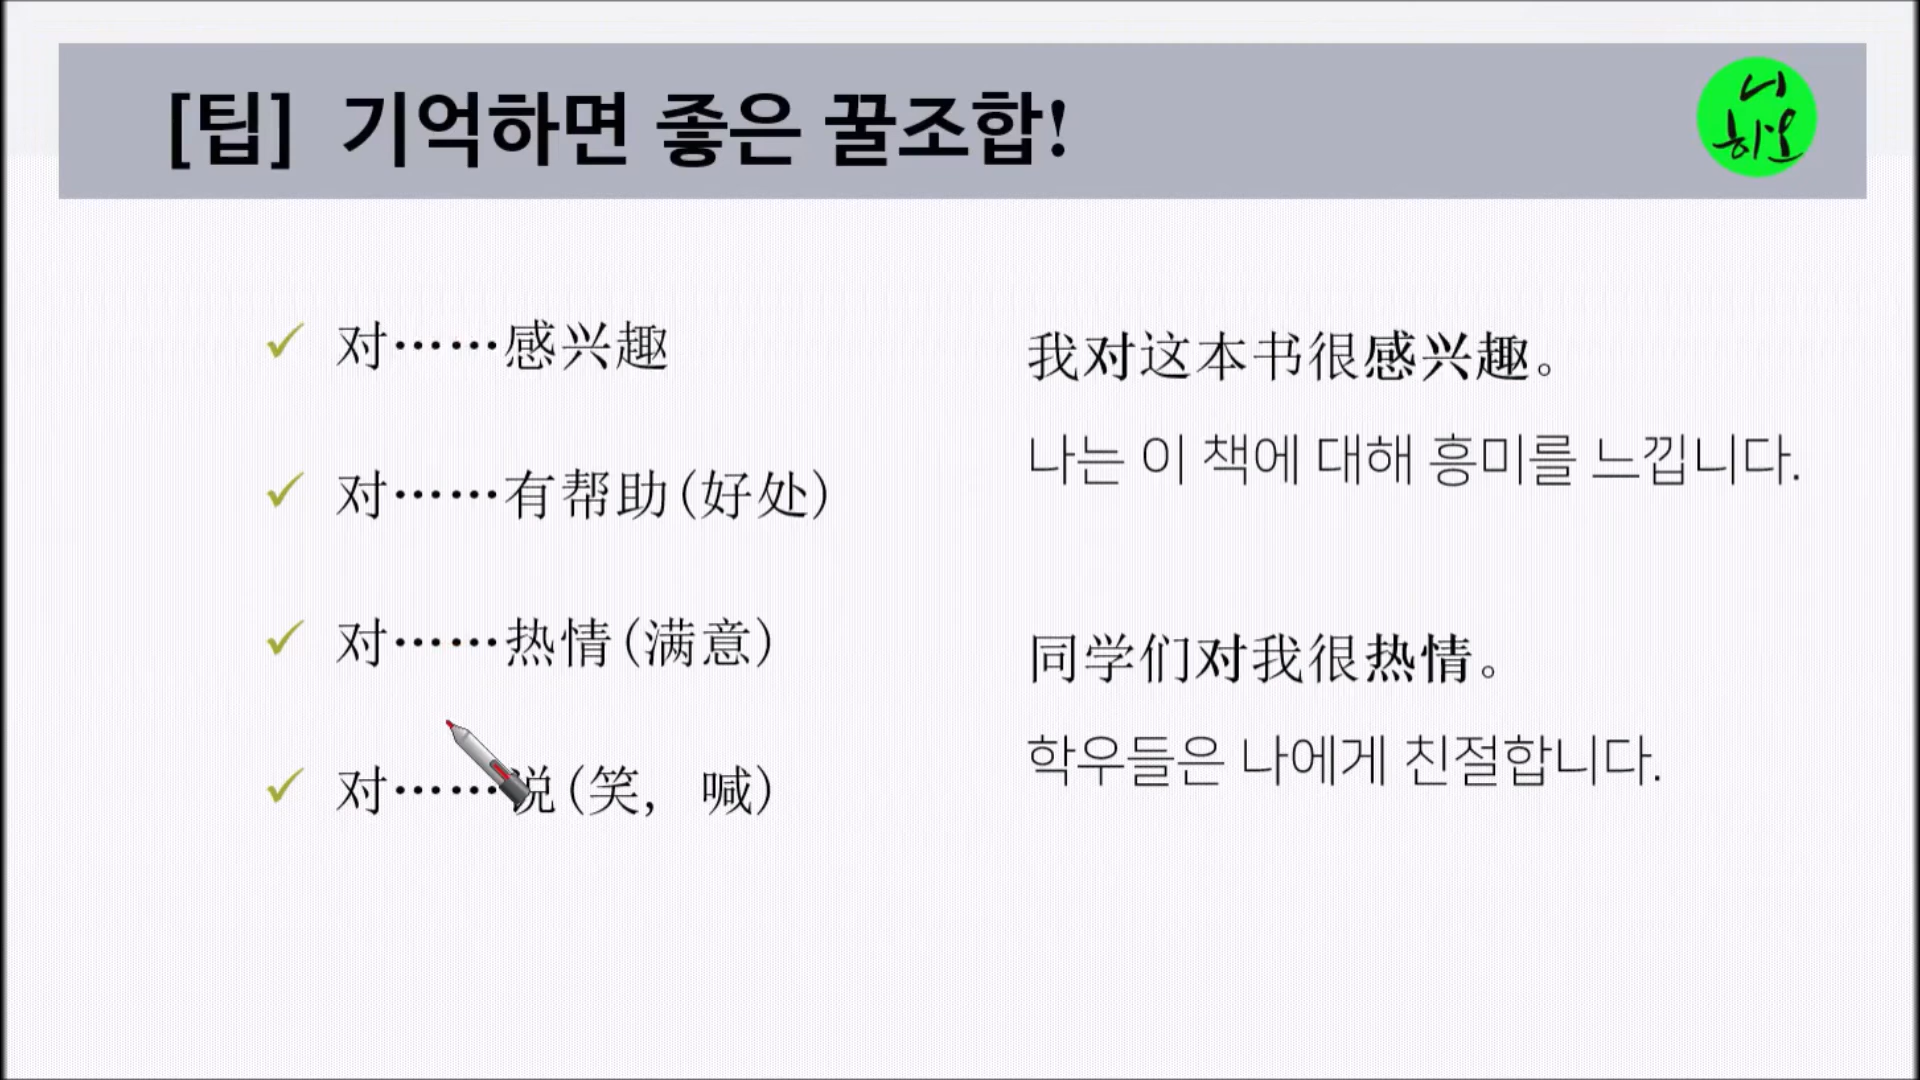 [팁] 기억하면 좋은 꿀조합!
니
하오
对……感兴趣
对……有帮助(好处)
对……热情(满意)
对……说(笑, 喊)
我对这本书很感兴趣。
나는 이 책에 대해 흥미를 느낍니다.
同学们对我很热情。
학우들은 나에게 친절합니다.